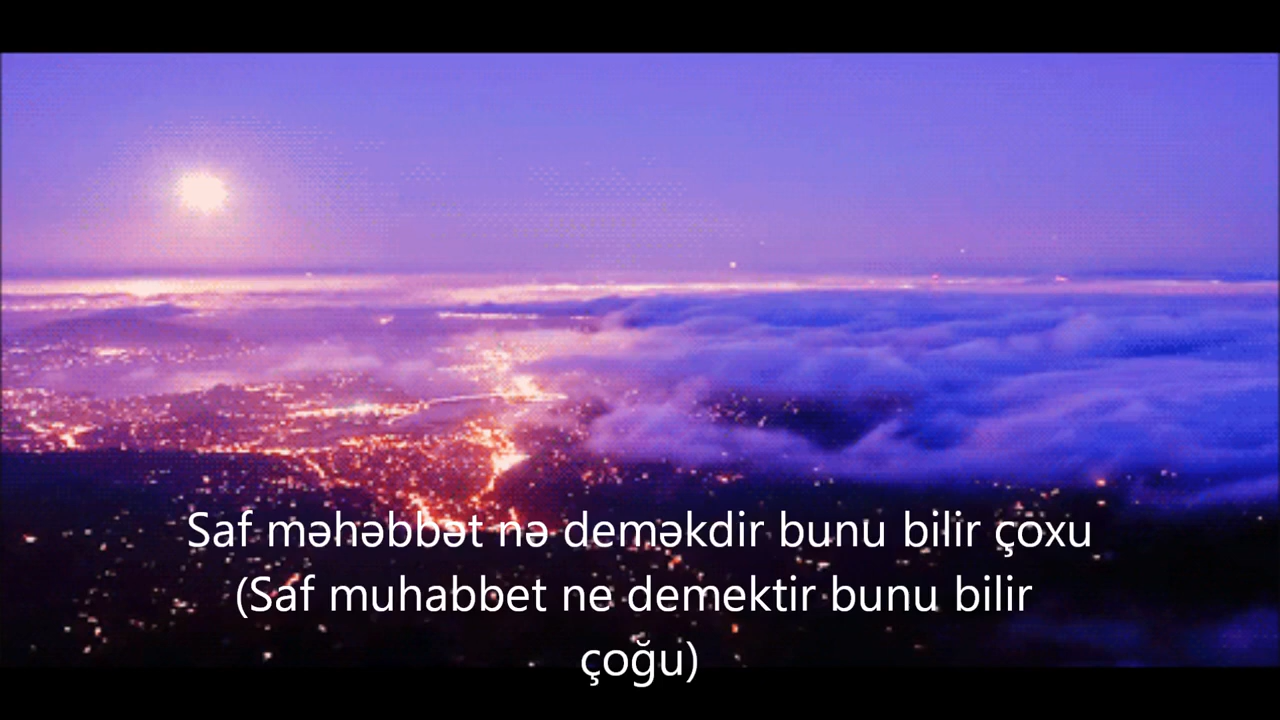 Saf məhəbbət nə deməkdir bunu bilir çoxu
(Saf muhabbet ne demektir bunu bilir
çoğu)